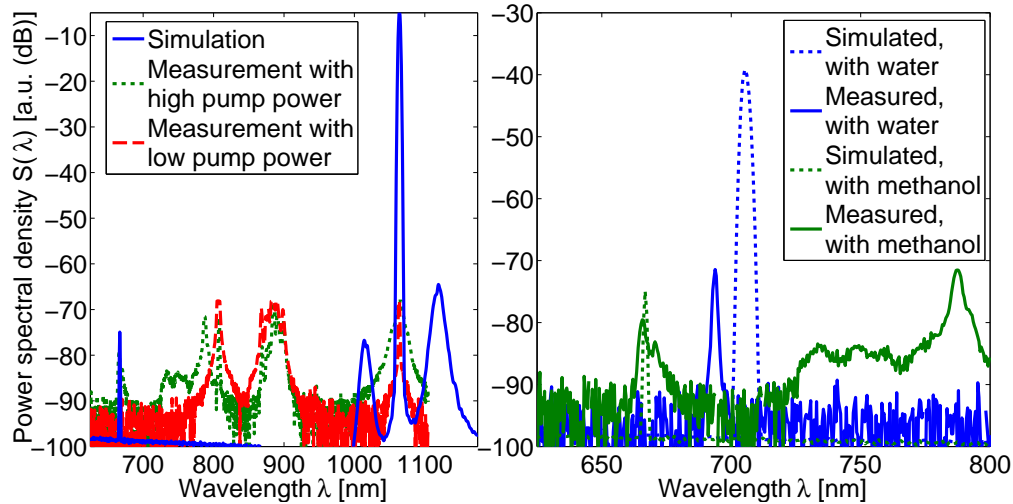 Power spectral density S(λ) [a.u. (dB)]
−10
−20
−30
−40
−50
−60
−70
−80
−90
−100
Simulation
Measurement with
high pump power
Measurement with
low pump power
700 800 900 1000 1100
Wavelength λ [nm]
−30
−40
−50
−60
−70
−80
−90
−100
Simulated,
with water
Measured,
with water
Simulated,
with methanol
Measured,
with methanol
650 700 750 800
Wavelength λ [nm]